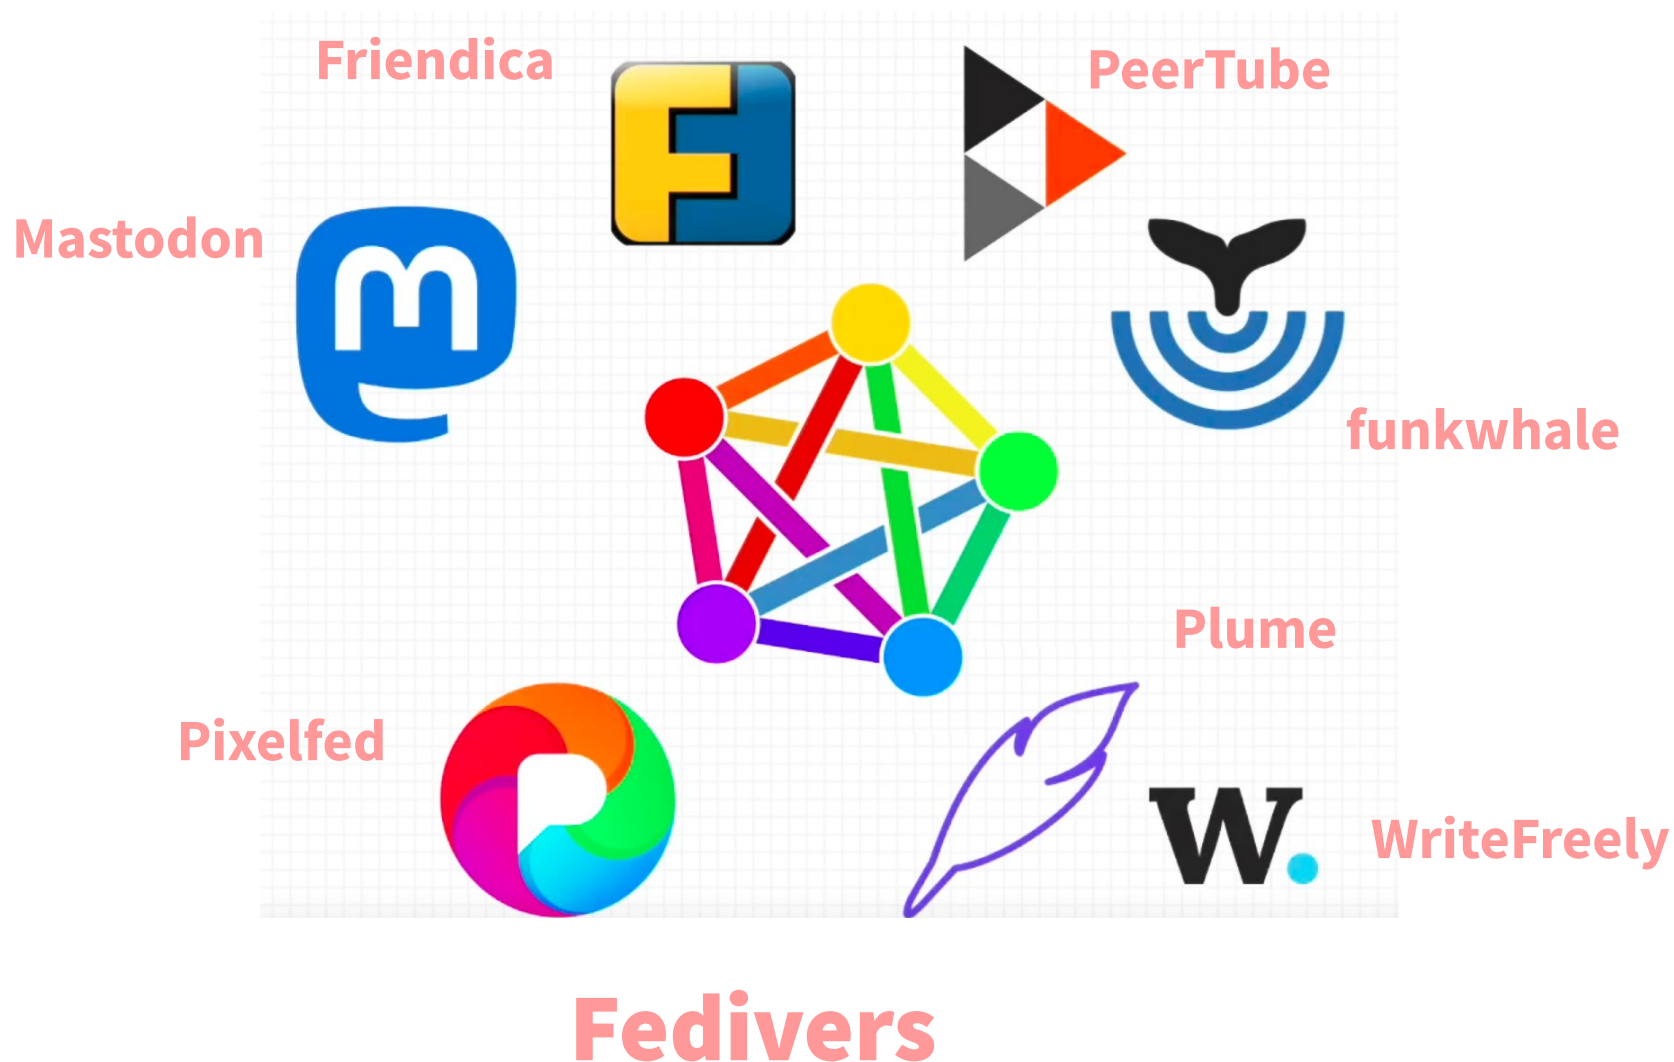 Friendica
PeerTube
Mastodon
funkwhale
Plume
Pixelfed
WriteFreely
W.
Fedivers